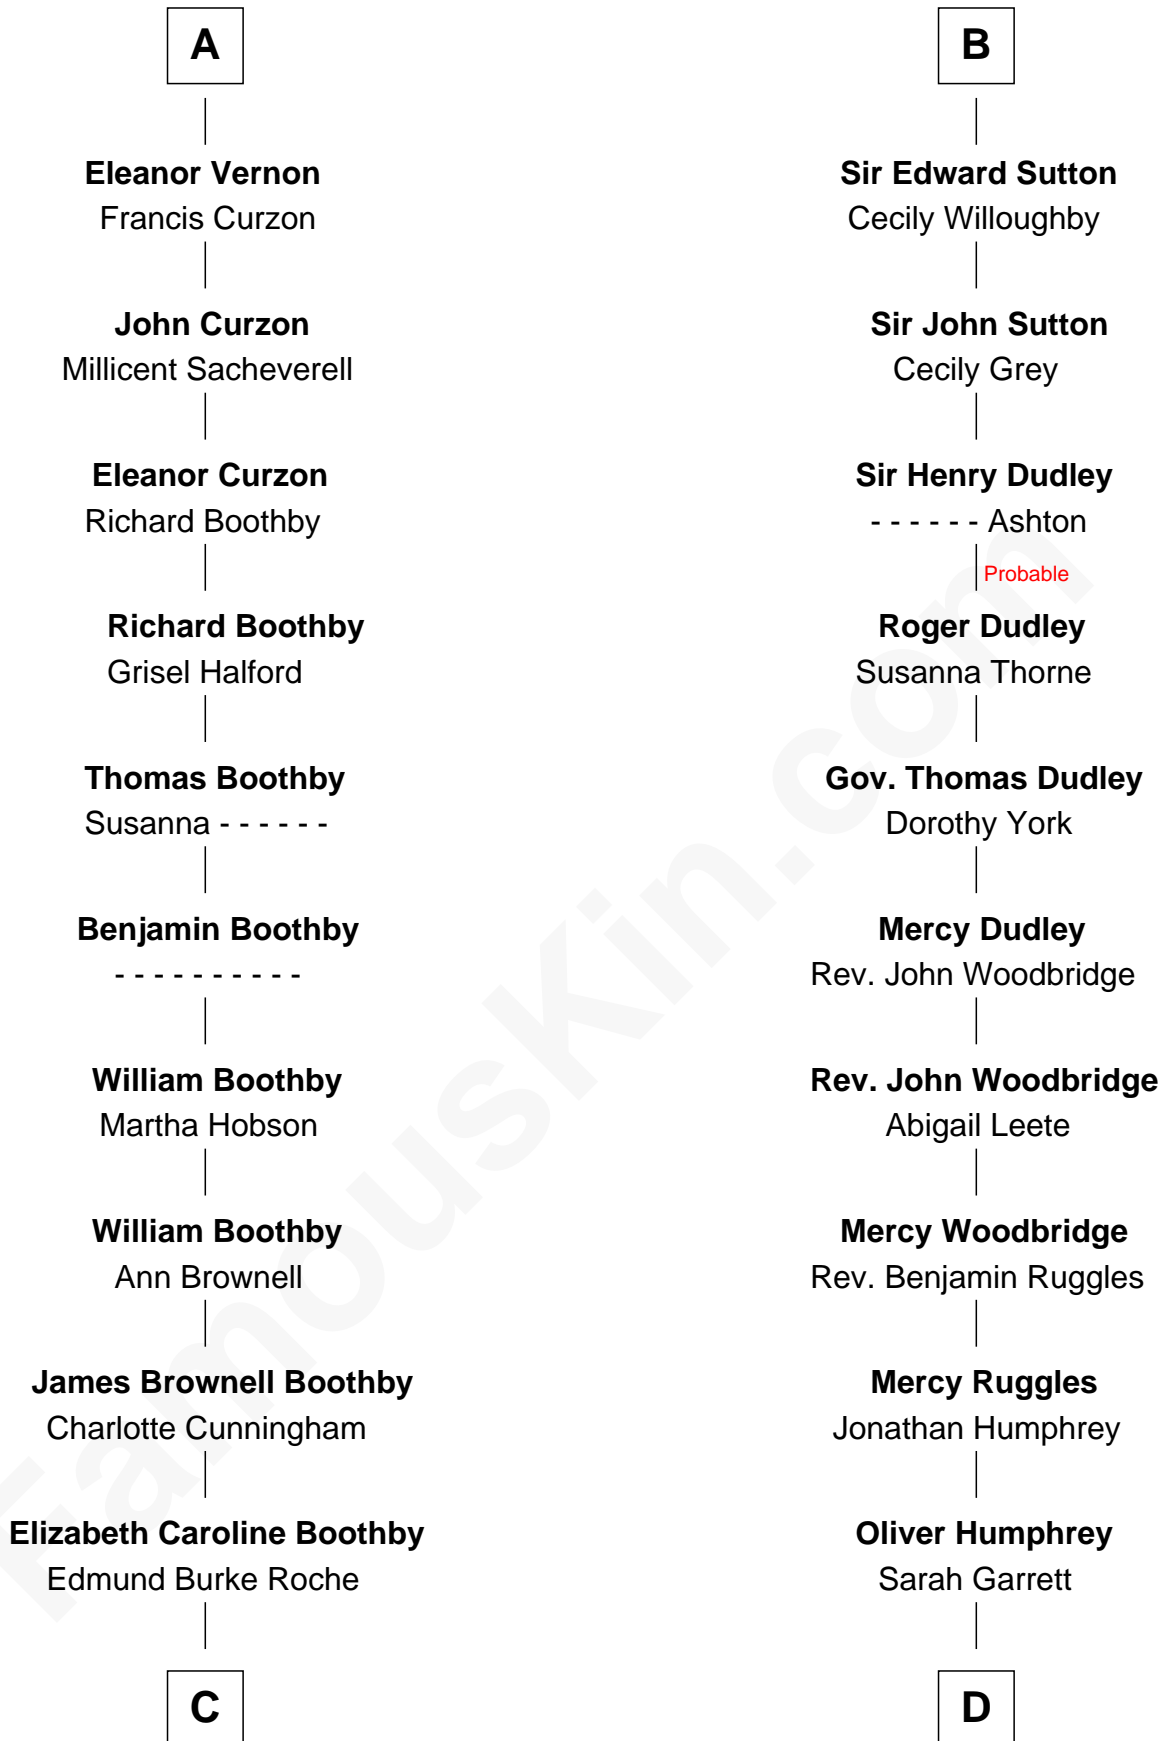 A
Eleanor Vernon
Francis Curzon
John Curzon
Millicent Sacheverell
Eleanor Curzon
Richard Boothby
Richard Boothby
Grisel Halford
Thomas Boothby
Susanna - - - - - -
Benjamin Boothby
- - - - - - - - - -
William Boothby
Martha Hobson
William Boothby
Ann Brownell
James Brownell Boothby
Charlotte Cunningham
Elizabeth Caroline Boothby
Edmund Burke Roche
C
B
Sir Edward Sutton
Cecily Willoughby
Sir John Sutton
Cecily Grey
Sir Henry Dudley
- - - - - - Ashton
Probable
Roger Dudley
Susanna Thorne
Gov. Thomas Dudley
Dorothy York
Mercy Dudley
Rev. John Woodbridge
Rev. John Woodbridge
Abigail Leete
Mercy Woodbridge
Rev. Benjamin Ruggles
Mercy Ruggles
Jonathan Humphrey
Oliver Humphrey
Sarah Garrett
D
FamousKin.com